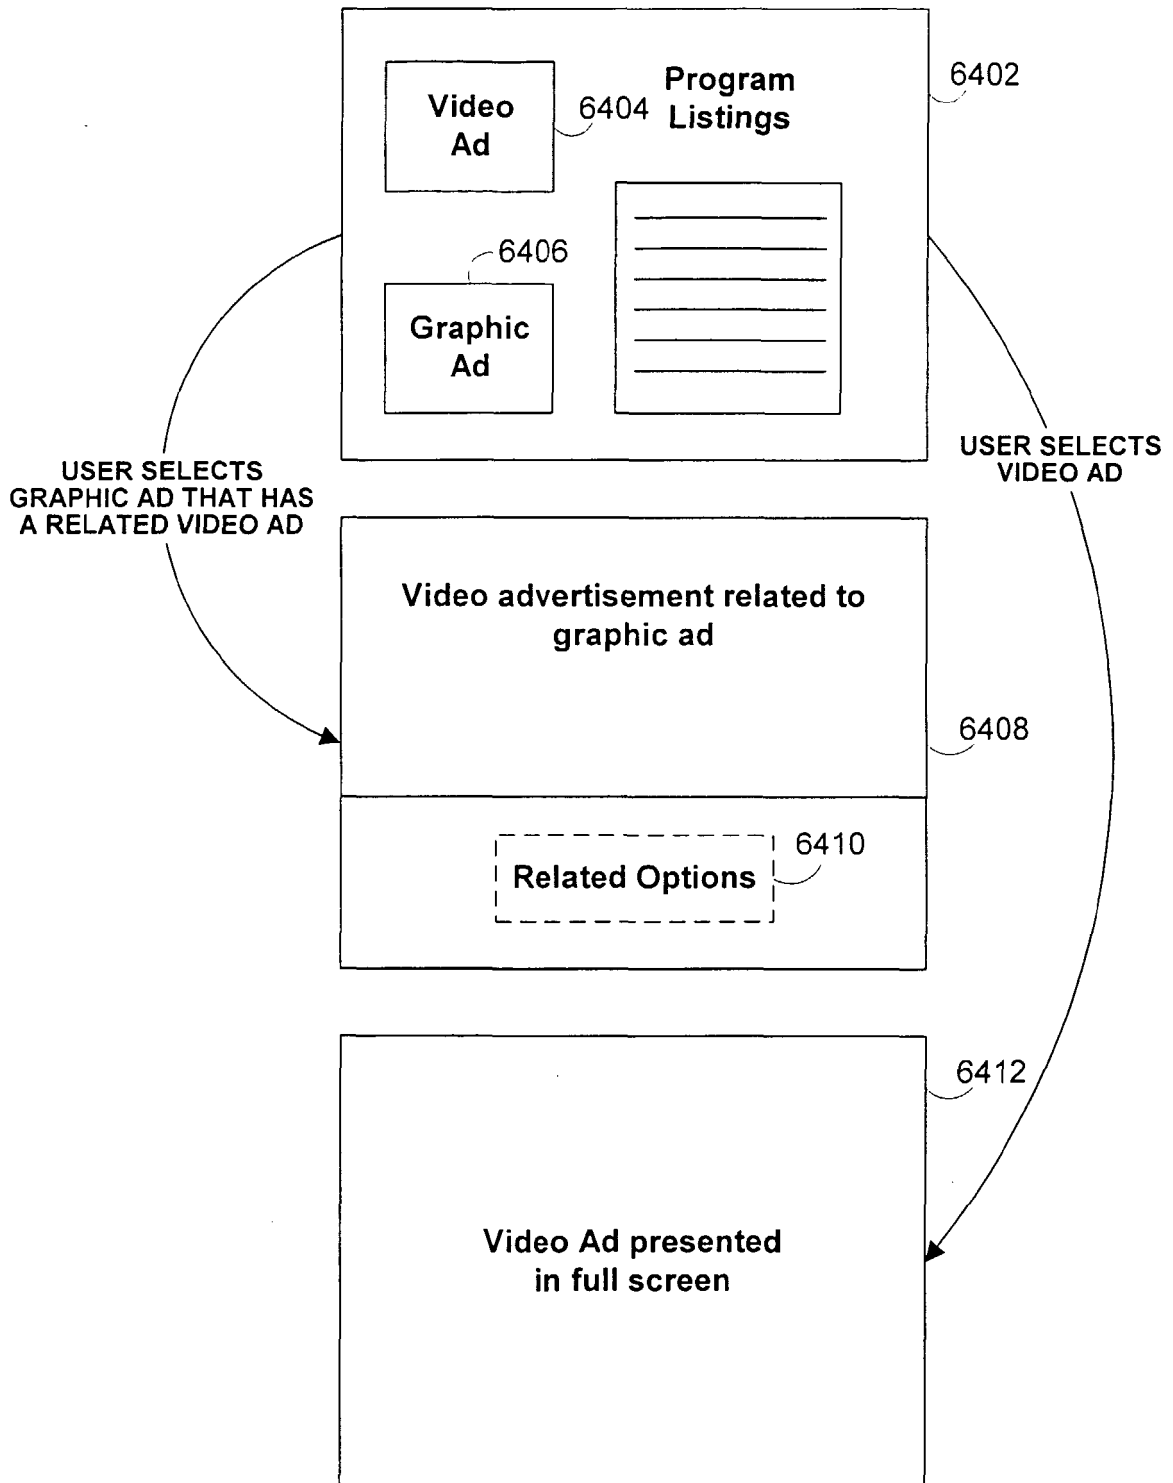 Program
Listings
6402
Video
Ad
6404
6406
Graphic
Ad
USER SELECTS
GRAPHIC AD THAT HAS
A RELATED VIDEO AD
USER SELECTS
VIDEO AD
Video advertisement related to
graphic ad
6408
Related Options
6410
6412
Video Ad presented
in full screen